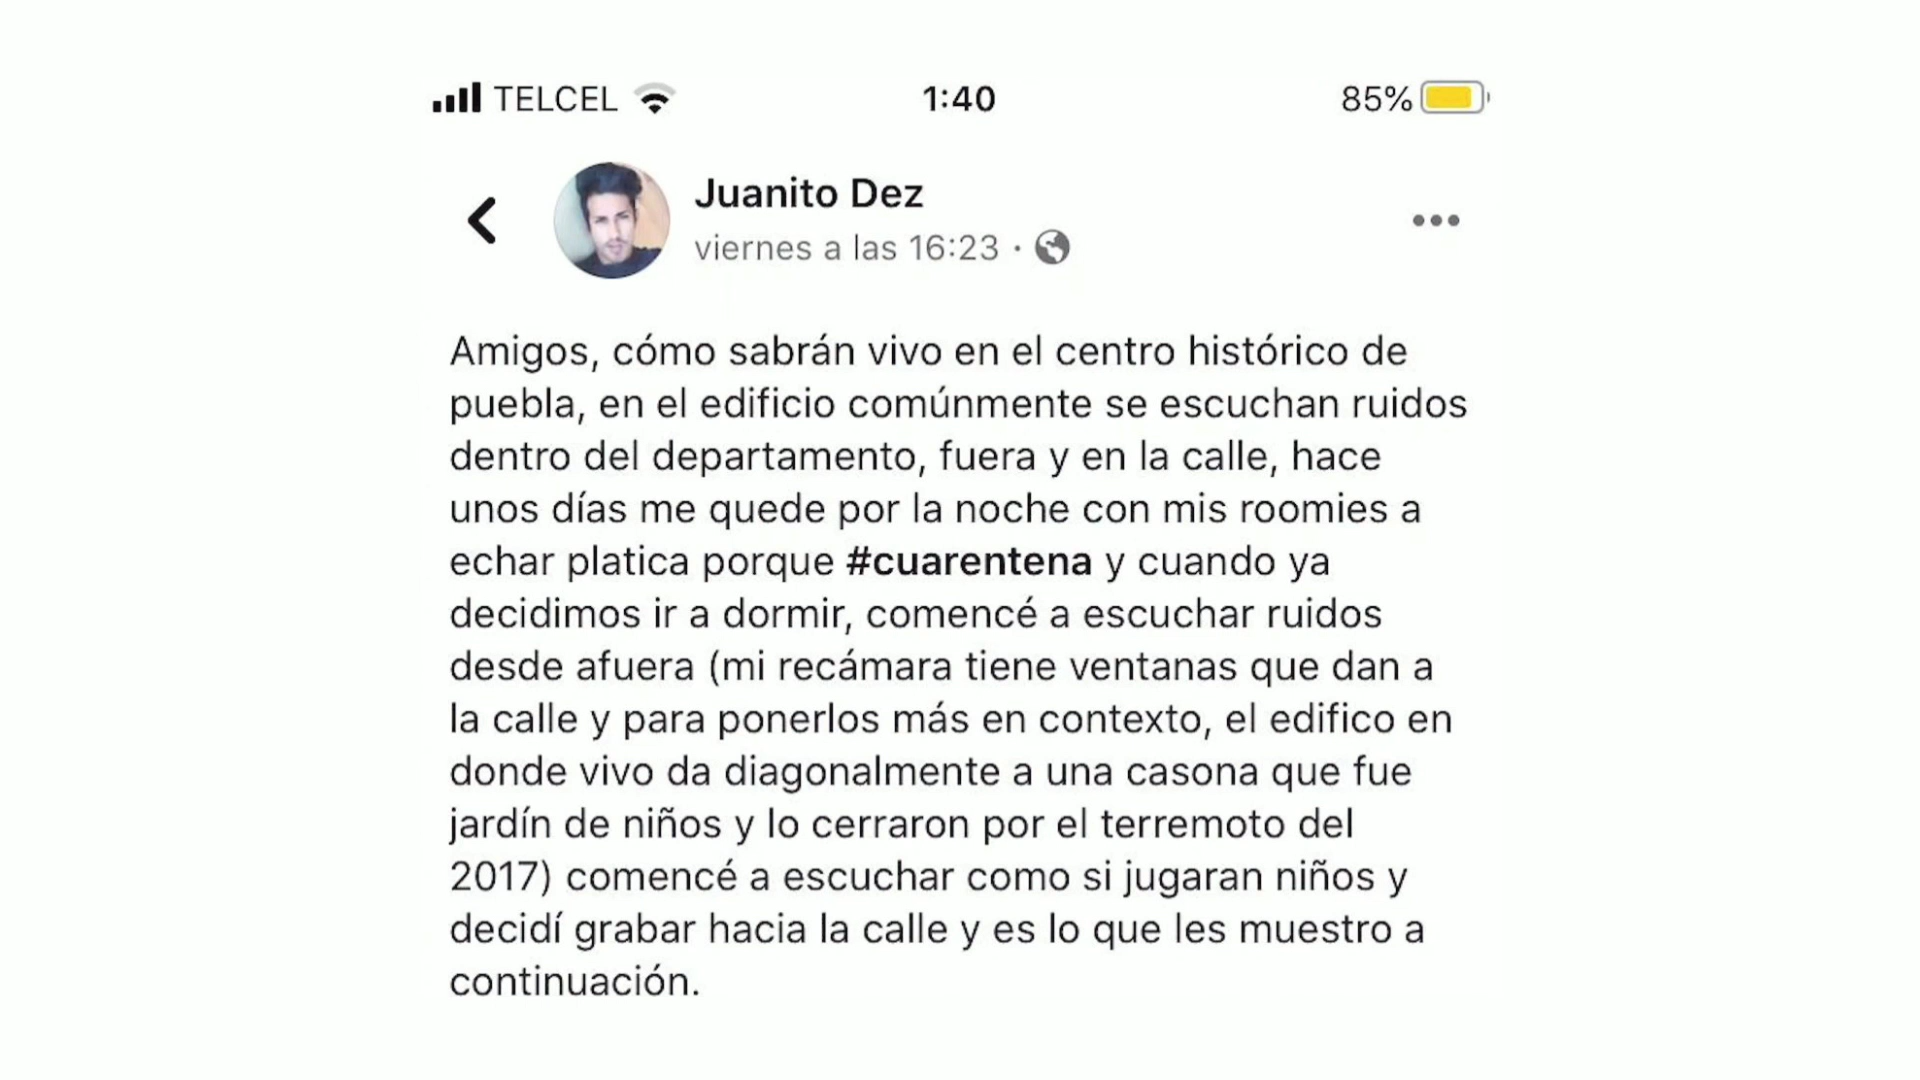 TELCEL 1:40 85%
Juanito Dez
viernes a las 16:23 ·
Amigos, cómo sabrán vivo en el centro histórico de
puebla, en el edificio comúnmente se escuchan ruidos
dentro del departamento, fuera y en la calle, hace
unos días me quede por la noche con mis roomies a
echar platica porque #cuarentena y cuando ya
decidimos ir a dormir, comencé a escuchar ruidos
desde afuera (mi recámara tiene ventanas que dan a
la calle y para ponerlos más en contexto, el edifico en
donde vivo da diagonalmente a una casona que fue
jardín de niños y lo cerraron por el terremoto del
2017) comencé a escuchar como si jugaran niños y
decidí grabar hacia la calle y es lo que les muestro a
continuación.